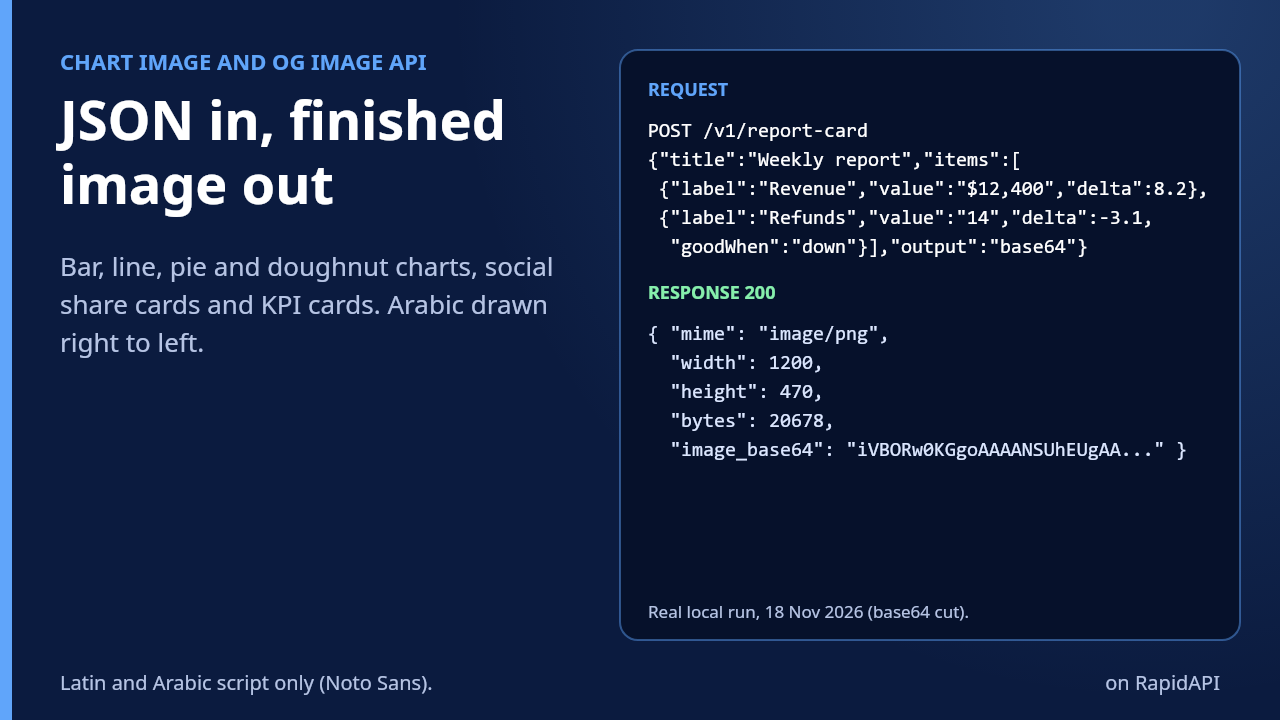 CHART IMAGE AND OG IMAGE API
JSON in, finished
image out
Bar, line, pie and doughnut charts, social
share cards and KPI cards. Arabic drawn
right to left.
REQUEST
POST /v1/report-card
{"title":"Weekly report","items":[
{"label":"Revenue","value":"$12,400","delta":8.2},
{"label":"Refunds","value":"14","delta":-3.1,
"goodWhen":"down"}],"output":"base64"}
RESPONSE 200
{ "mime": "image/png",
"width": 1200,
"height": 470,
"bytes": 20678,
"image_base64": "iVBORw0KGgoAAAANSUhEUgAA..." }
Real local run, 18 Nov 2026 (base64 cut).
Latin and Arabic script only (Noto Sans).
on RapidAPI